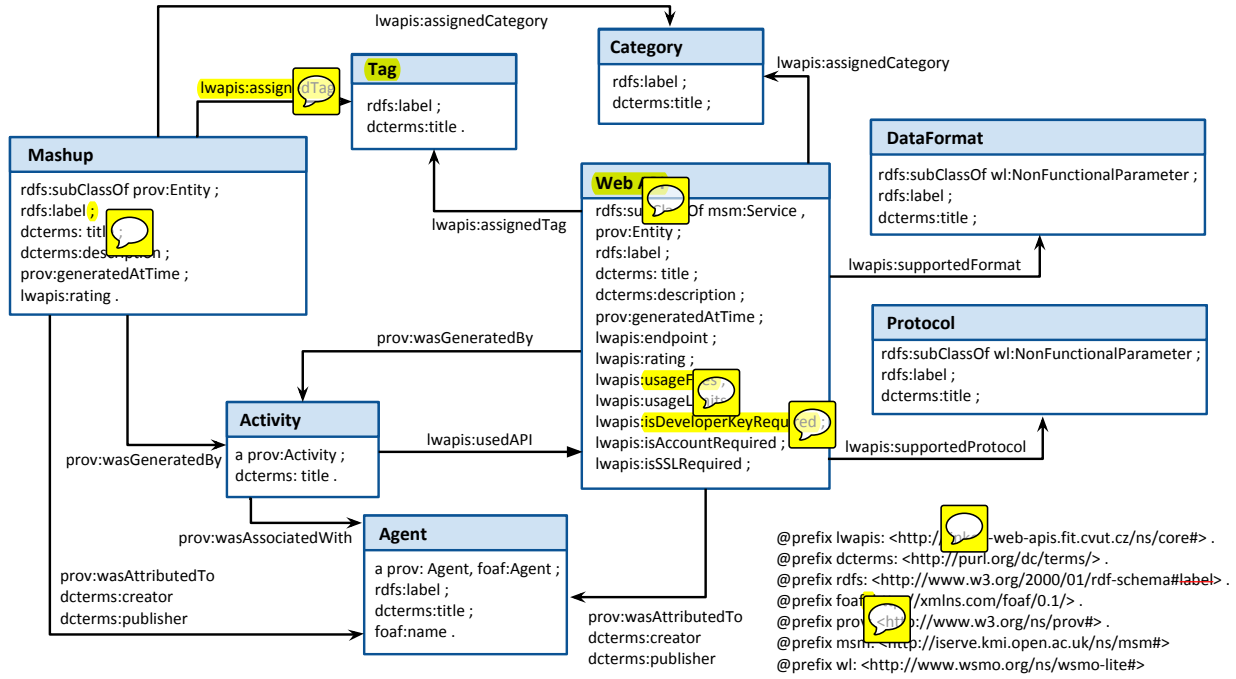 lwapis:assignedCategory
Category
rdfs:label ;
dcterms:title ;
lwapis:assignedCategory
Tag
rdfs:label ;
dcterms:title .
lwapis:assignedTag
Mashup
rdfs:subClassOf prov:Entity ;
rdfs:label ;
dcterms: title ;
dcterms:description ;
prov:generatedAtTime ;
lwapis:rating .
lwapis:assignedTag
Web API
rdfs:subClassOf msm:Service ,
prov:Entity ;
rdfs:label ;
dcterms: title ;
dcterms:description ;
prov:generatedAtTime ;
lwapis:endpoint ;
lwapis:rating ;
lwapis:usageFees ;
lwapis:usageLimits
lwapis:isDeveloperKeyRequired ;
lwapis:isAccountRequired ;
lwapis:isSSLRequired ;
DataFormat
rdfs:subClassOf wl:NonFunctionalParameter ;
rdfs:label ;
dcterms:title ;
lwapis:supportedFormat
Protocol
rdfs:subClassOf wl:NonFunctionalParameter ;
rdfs:label ;
dcterms:title ;
lwapis:supportedProtocol
prov:wasGeneratedBy
Activity
a prov:Activity ;
dcterms: title .
lwapis:usedAPI
prov:wasGeneratedBy
prov:wasAssociatedWith
Agent
a prov: Agent, foaf:Agent ;
rdfs:label ;
dcterms:title ;
foaf:name .
prov:wasAttributedTo
dcterms:creator
dcterms:publisher
prov:wasAttributedTo
dcterms:creator
dcterms:publisher
@prefix lwapis: <http:// -web-apis.fit.cvut.cz/ns/core#> .
@prefix dcterms: <http://purl.org/dc/terms/> .
@prefix rdfs: <http://www.w3.org/2000/01/rdf-schema#label> .
@prefix foaf: //xmlns.com/foaf/0.1/> .
@prefix prov: <http://www.w3.org/ns/prov#> .
@prefix msm: <http://iserve.kmi.open.ac.uk/ns/msm#>
@prefix wl: <http://www.wsmo.org/ns/wsmo-lite#>